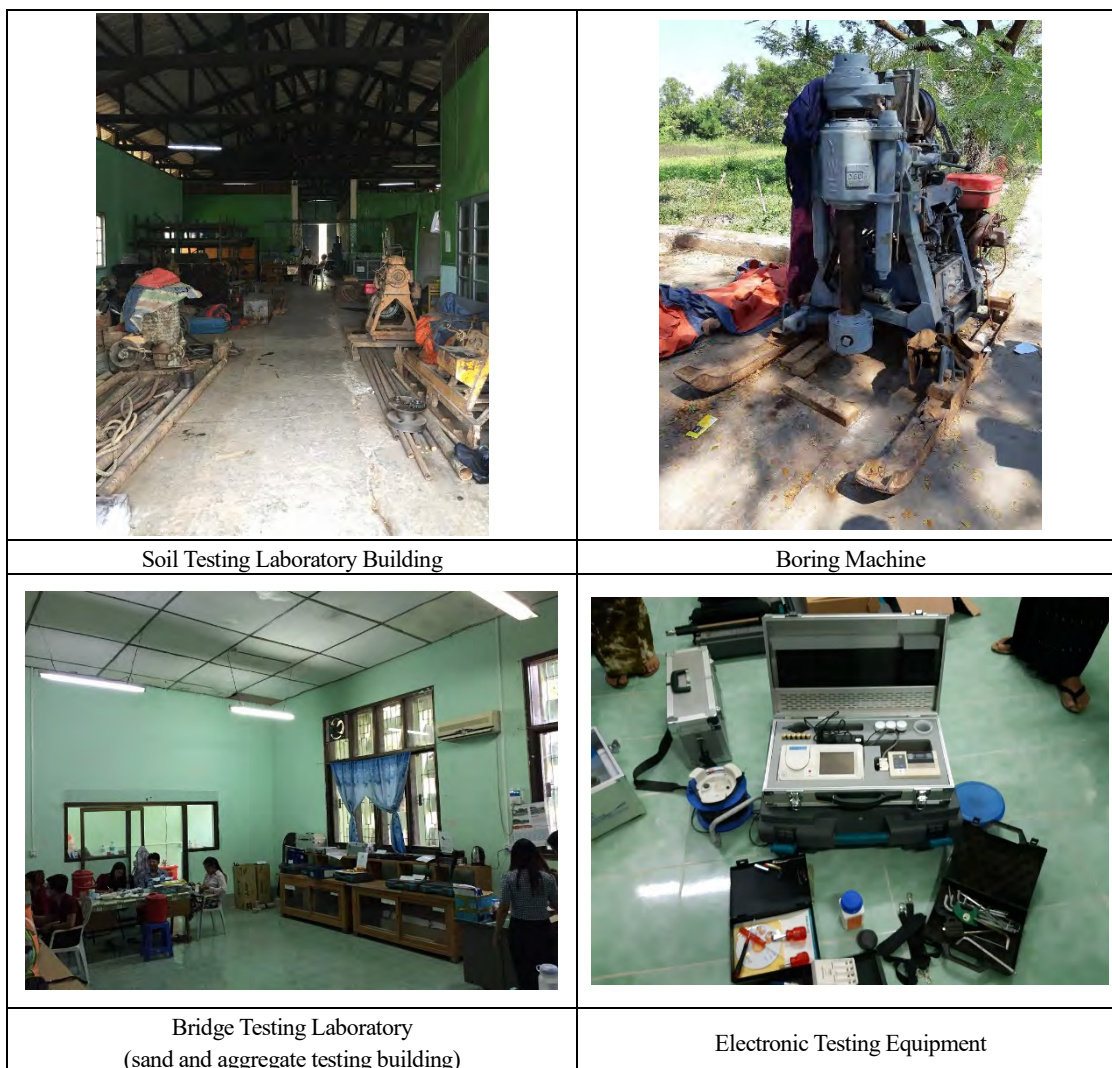 Soil Testing Laboratory Building
Boring Machine
Bridge Testing Laboratory
(sand and aggregate testing building)
Electronic Testing Equipment